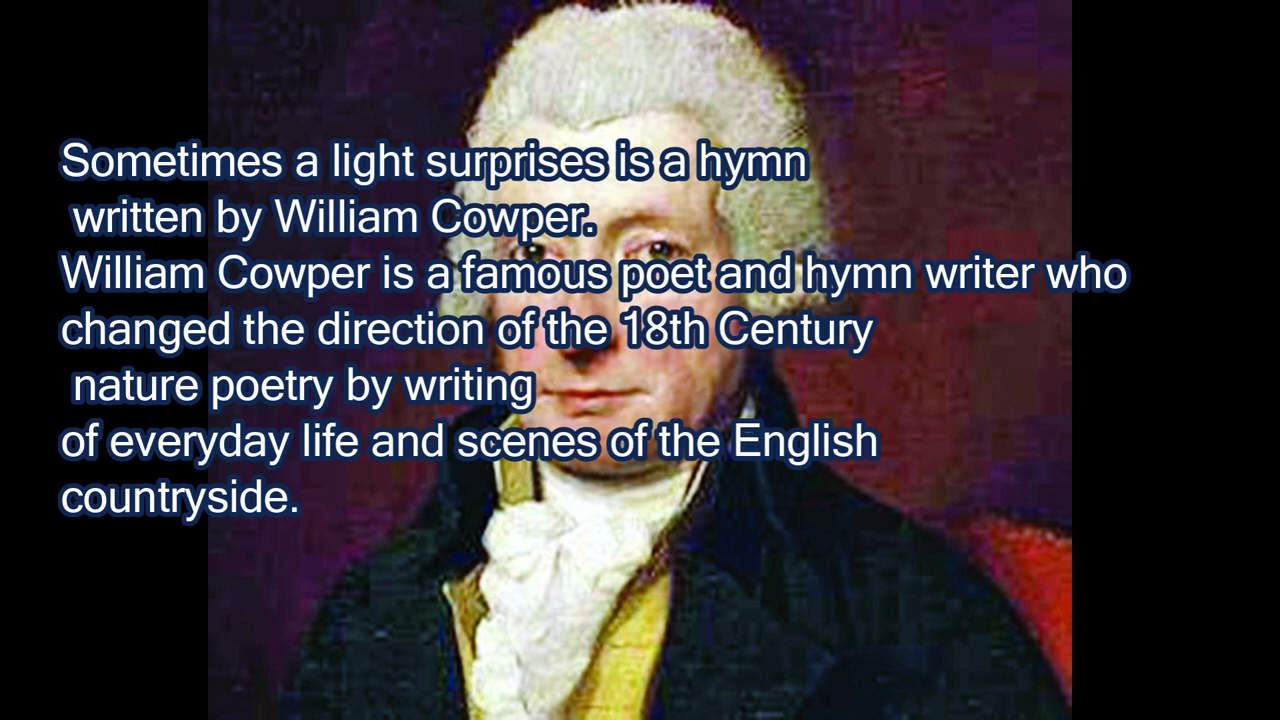 Sometimes a light surprises is a hymn
written by William Cowper.
William Cowper is a famous poet and hymn writer who
changed the direction of the 18th Century
nature poetry by writing
of everyday life and scenes of the English
countryside.